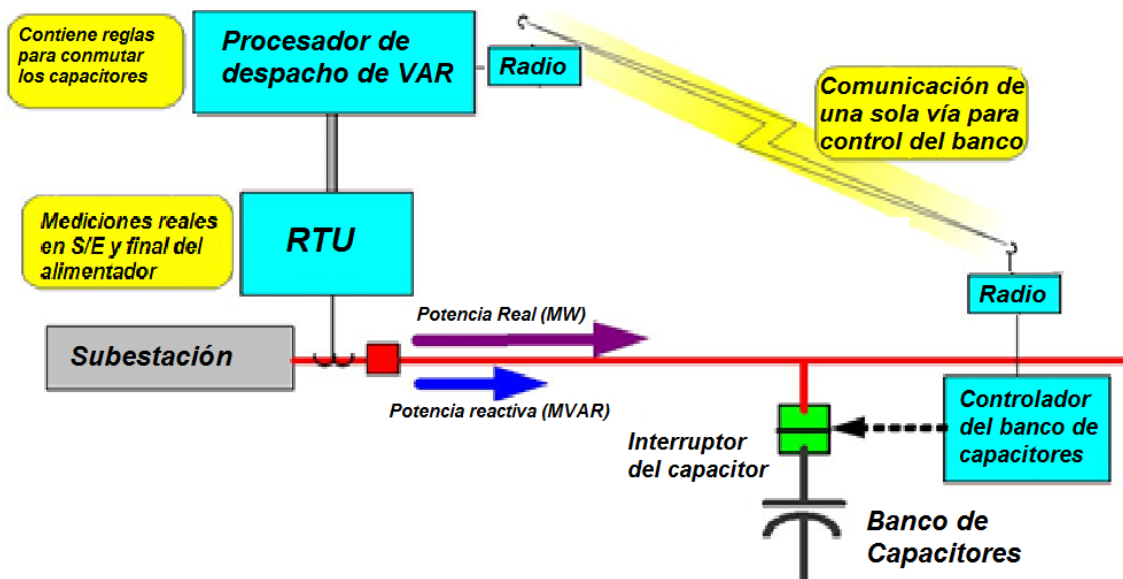 Contiene reglas
para conmutar
los capacitores
Procesador de
despacho de VAR
Radio
Comunicación de
una sola vía para
control del banco
Mediciones reales
en S/E y final del
alimentador
RTU
Radio
Subestación
Potencia Real (MW)
Potencia reactiva (MVAR)
Interruptor
del capacitor
Controlador
del banco de
capacitores
Banco de
Capacitores